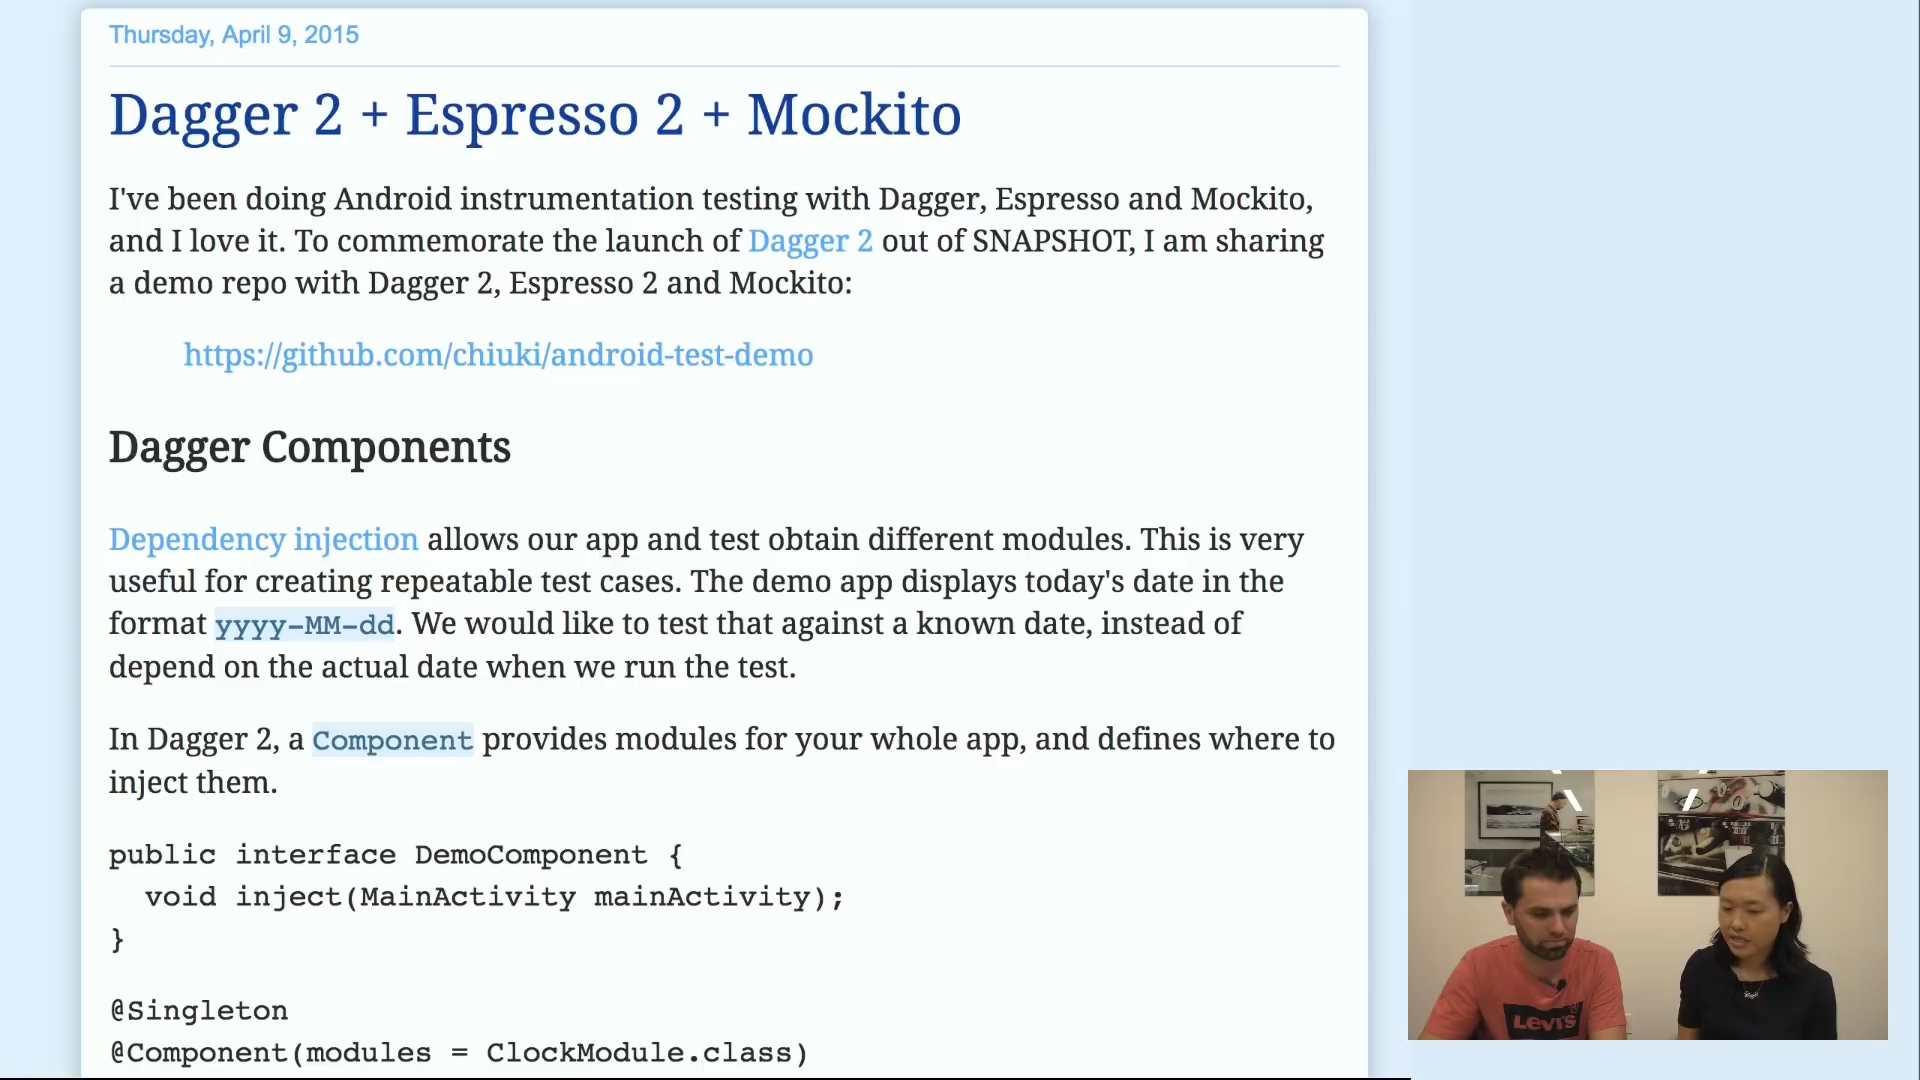 Thursday, April 9, 2015
Dagger 2 + Espresso 2 + Mockito
I've been doing Android instrumentation testing with Dagger, Espresso and Mockito,
and I love it. To commemorate the launch of Dagger 2 out of SNAPSHOT, I am sharing
a demo repo with Dagger 2, Espresso 2 and Mockito:
https://github.com/chiuki/android-test-demo
Dagger Components
Dependency injection allows our app and test obtain different modules. This is very
useful for creating repeatable test cases. The demo app displays today's date in the
format yyyy-MM-dd. We would like to test that against a known date, instead of
depend on the actual date when we run the test.
In Dagger 2, a Component provides modules for your whole app, and defines where to
inject them.
public interface DemoComponent {
  void inject(MainActivity mainActivity);
}
@Singleton
@Component(modules = ClockModule.class)
Levi's